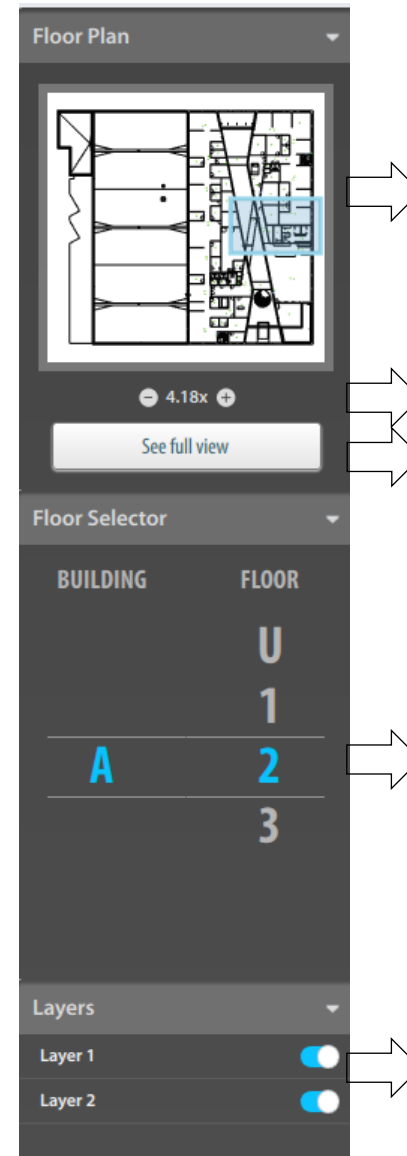 Floor Plan
4.18x
See full view
Floor Selector
BUILDING FLOOR
U
1
A 2
3
Layers
Layer 1
Layer 2